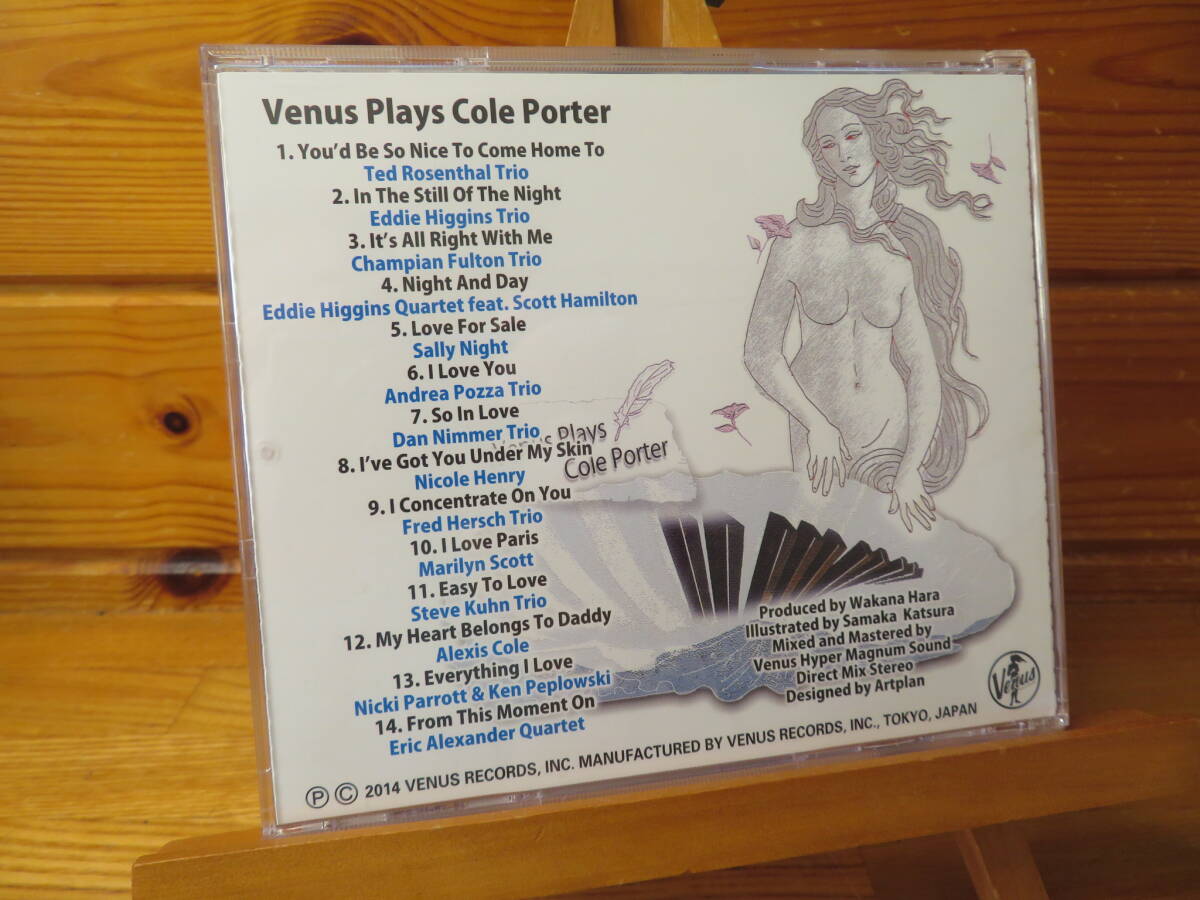 Venus Plays Cole Porter
1. You'd Be So Nice To Come Home To
Ted Rosenthal Trio
2. In The Still Of The Night
Eddie Higgins Trio
3. It's All Right With Me
Champian Fulton Trio
4. Night And Day
Eddie Higgins Quartet feat. Scott Hamilton
5. Love For Sale
Sally Night
6. I Love You
Andrea Pozza Trio
7. So In Love
Dan Nimmer Trio
8. I've Got You Under My Skin
Nicole Henry
9. I Concentrate On You
Fred Hersch Trio
10. I Love Paris
Marilyn Scott
11. Easy To Love
Steve Kuhn Trio
12. My Heart Belongs To Daddy
Alexis Cole
13. Everything I Love
Nicki Parrott & Ken Peplowski
14. From This Moment On
Eric Alexander Quartet
Venus Plays
Cole Porter
Produced by Wakana Hara
Illustrated by Samaka Katsura
Mixed and Mastered by
Venus Hyper Magnum Sound
Direct Mix Stereo
Designed by Artplan
Venus
Ⓟ © 2014 VENUS RECORDS, INC. MANUFACTURED BY VENUS RECORDS, INC., TOKYO, JAPAN